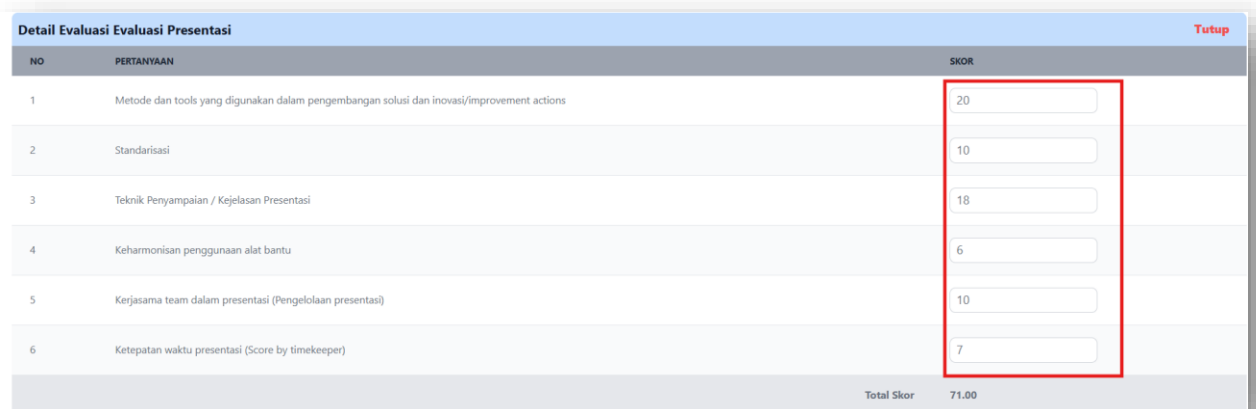 Detail Evaluasi Evaluasi Presentasi Tutup
NO PERTANYAAN SKOR
1 Metode dan tools yang digunakan dalam pengembangan solusi dan inovasi/improvement actions 20
2 Standarisasi 10
3 Teknik Penyampaian / Kejelasan Presentasi 18
4 Keharmonisan penggunaan alat bantu 6
5 Kerjasama team dalam presentasi (Pengelolaan presentasi) 10
6 Ketepatan waktu presentasi (Score by timekeeper) 7
Total Skor 71.00